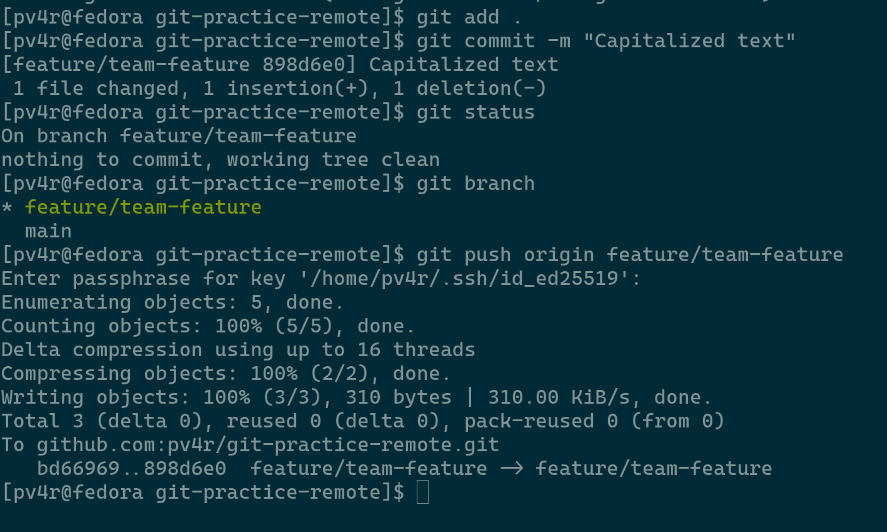 [pv4r@fedora git-practice-remote]$ git add .
[pv4r@fedora git-practice-remote]$ git commit -m "Capitalized text"
[feature/team-feature 898d6e0] Capitalized text
 1 file changed, 1 insertion(+), 1 deletion(-)
[pv4r@fedora git-practice-remote]$ git status
On branch feature/team-feature
nothing to commit, working tree clean
[pv4r@fedora git-practice-remote]$ git branch
* feature/team-feature
  main
[pv4r@fedora git-practice-remote]$ git push origin feature/team-feature
Enter passphrase for key '/home/pv4r/.ssh/id_ed25519':
Enumerating objects: 5, done.
Counting objects: 100% (5/5), done.
Delta compression using up to 16 threads
Compressing objects: 100% (2/2), done.
Writing objects: 100% (3/3), 310 bytes | 310.00 KiB/s, done.
Total 3 (delta 0), reused 0 (delta 0), pack-reused 0 (from 0)
To github.com:pv4r/git-practice-remote.git
   bd66969..898d6e0  feature/team-feature -> feature/team-feature
[pv4r@fedora git-practice-remote]$